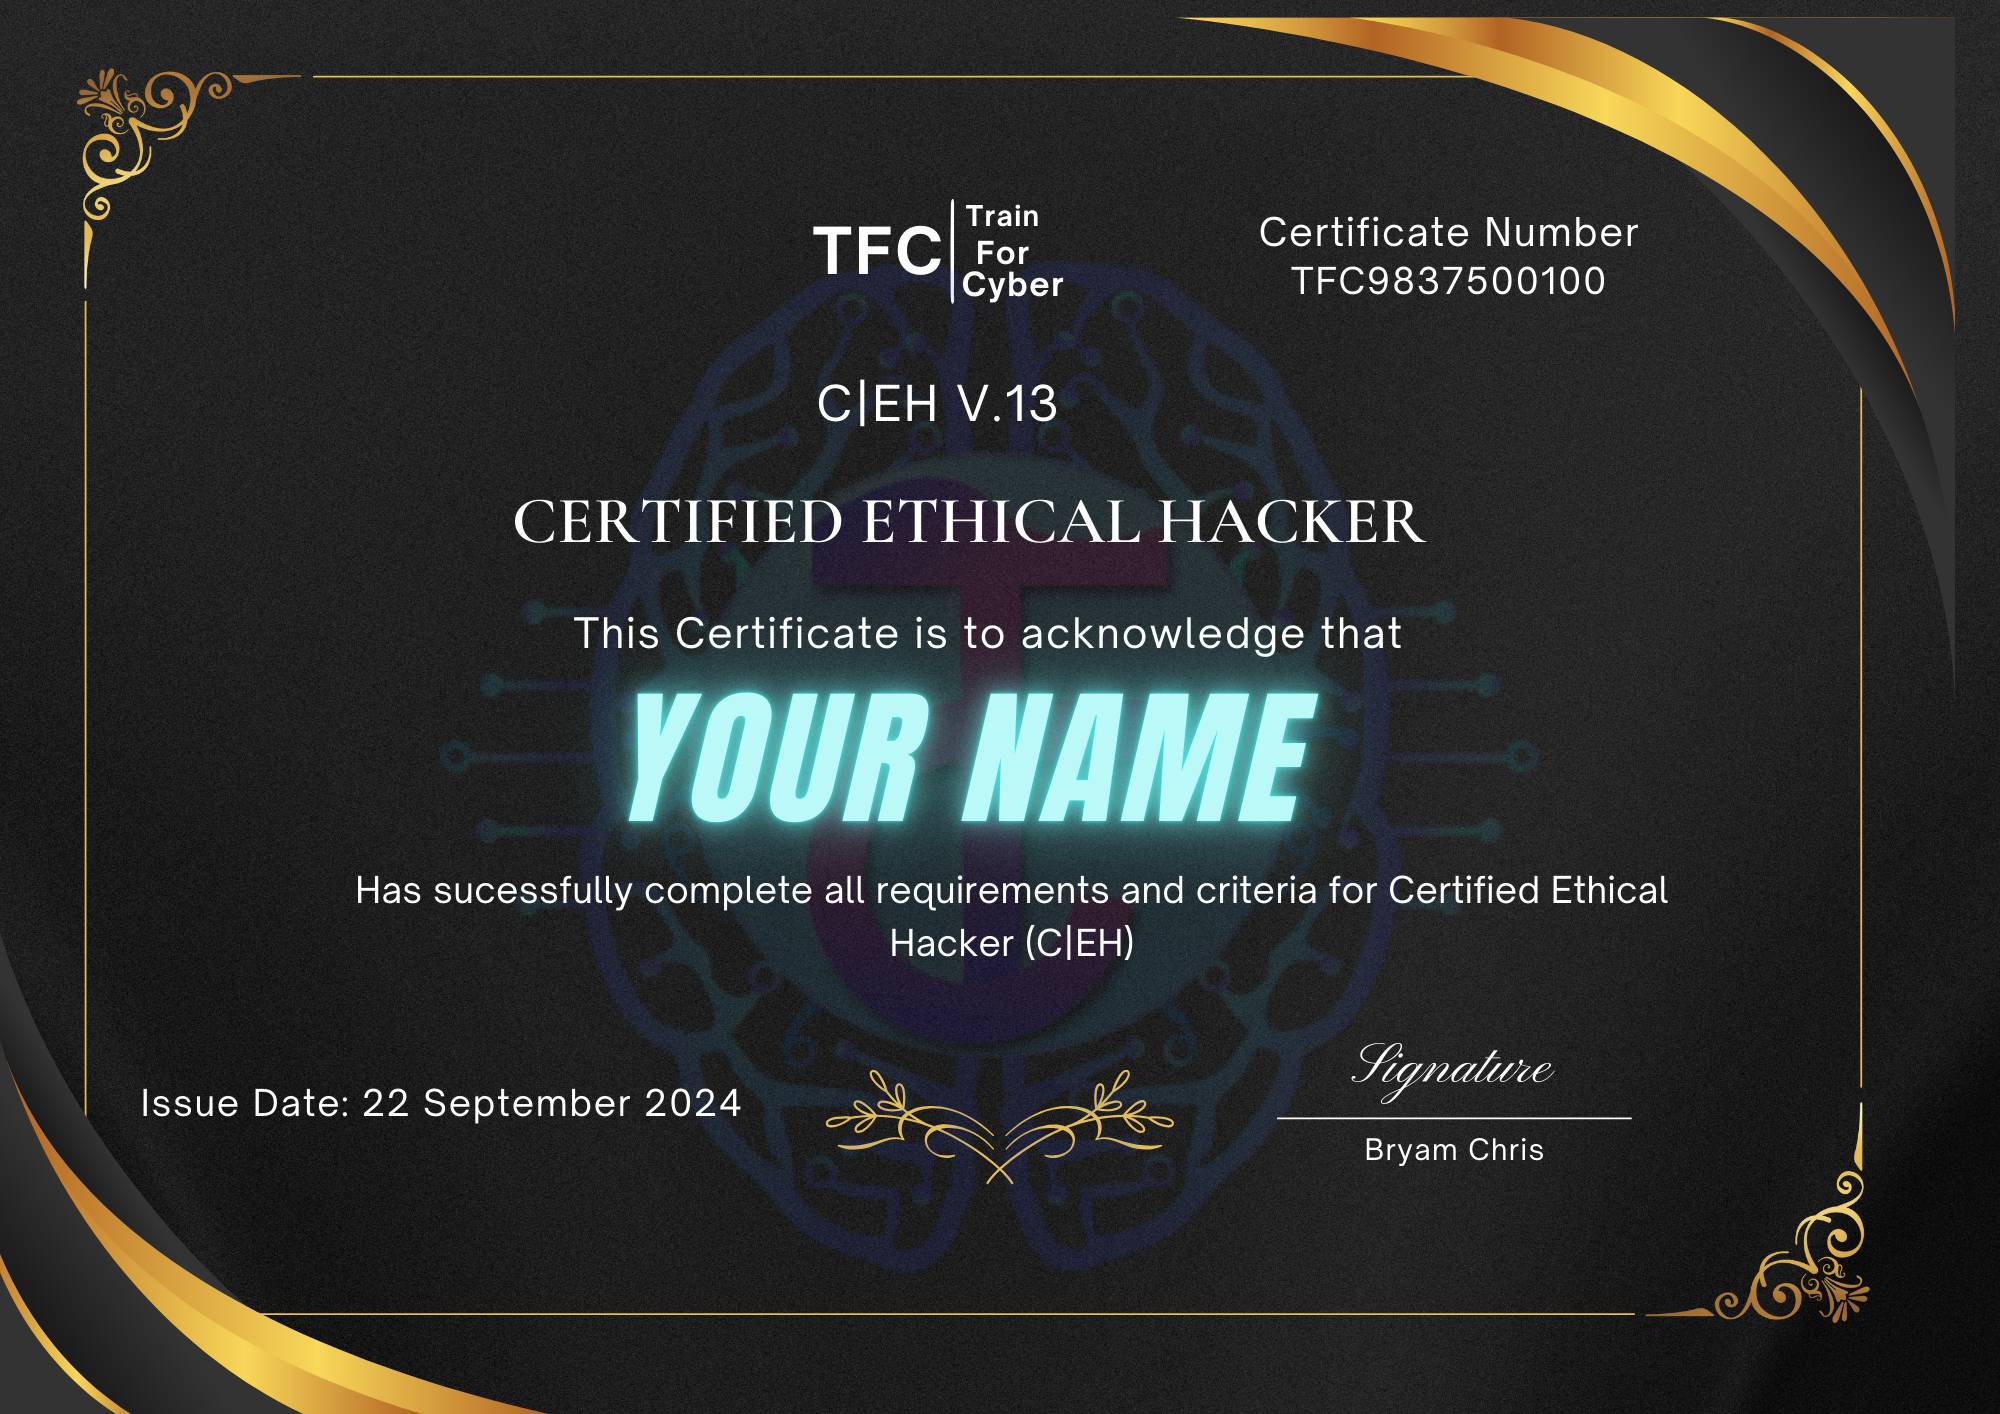 TFC
Train
For
Cyber
Certificate Number
TFC9837500100
C|EH V.13
CERTIFIED ETHICAL HACKER
This Certificate is to acknowledge that
YOUR NAME
Has sucessfully complete all requirements and criteria for Certified Ethical
Hacker (C|EH)
Issue Date: 22 September 2024
Signature
Bryam Chris